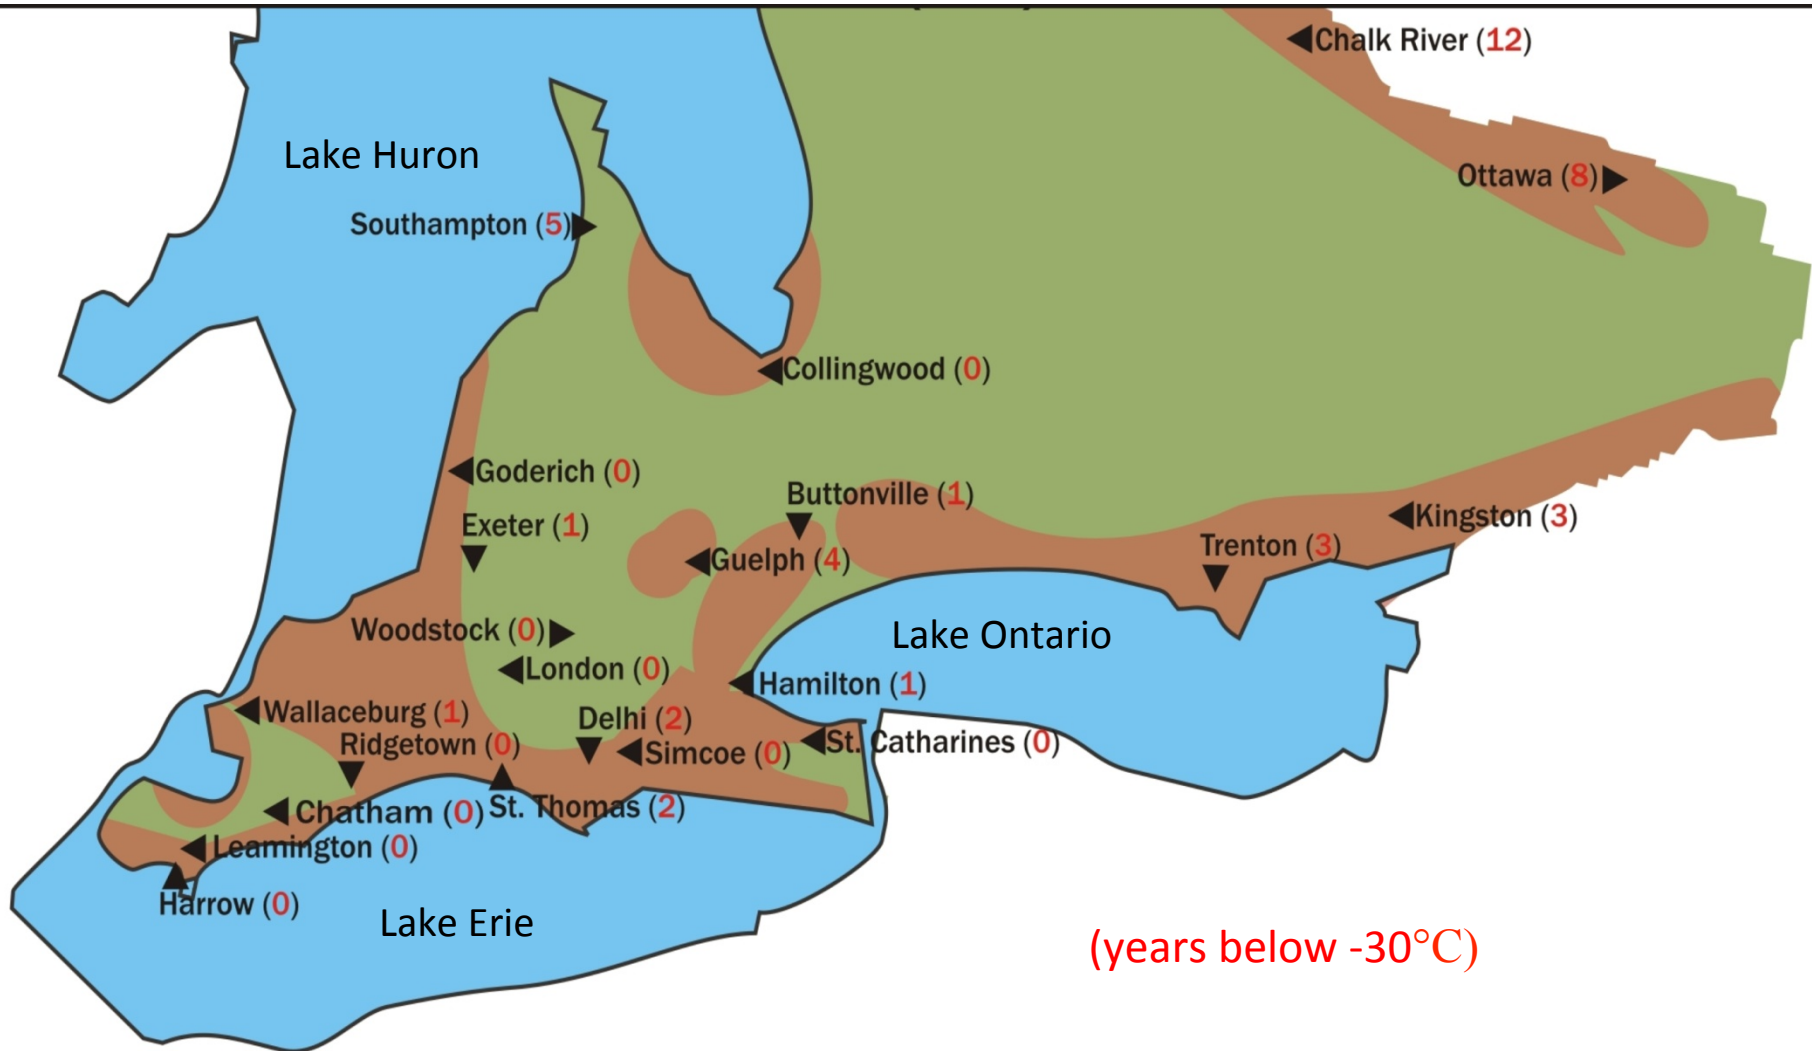 Chalk River (12)
Lake Huron
Ottawa (8)
Southampton (5)
Collingwood (0)
Goderich (0)
Buttonville (1)
Exeter (1)
Kingston (3)
Trenton (3)
Guelph (4)
Woodstock (0)
Lake Ontario
London (0)
Hamilton (1)
Wallaceburg (1)
Delhi (2)
Ridgetown (0)
Simcoe (0)
St. Catharines (0)
Chatham (0)
St. Thomas (2)
Leamington (0)
Harrow (0)
Lake Erie
(years below -30°C)